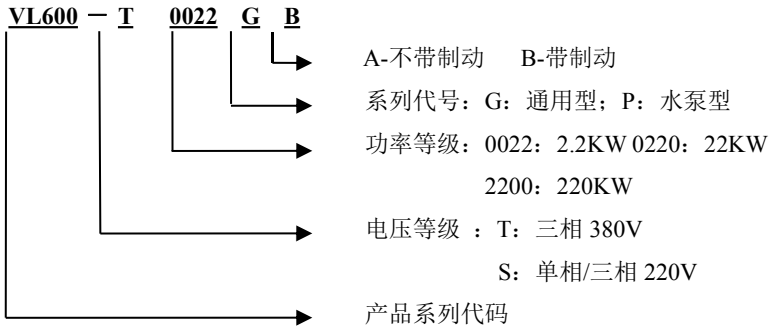 VL600 － T 0022 G B
A-不带制动 B-带制动
系列代号：G：通用型；P：水泵型
功率等级：0022：2.2KW 0220：22KW
2200：220KW
电压等级 ：T：三相 380V
S：单相/三相 220V
产品系列代码